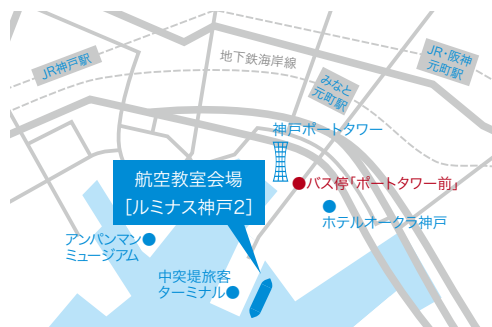 JR神戸駅
地下鉄海岸線
JR・阪神
元町駅
みなと
元町駅
神戸ポートタワー
航空教室会場
[ルミナス神戸2]
バス停「ポートタワー前」
ホテルオークラ神戸
アンパンマン
ミュージアム
中突堤旅客
ターミナル